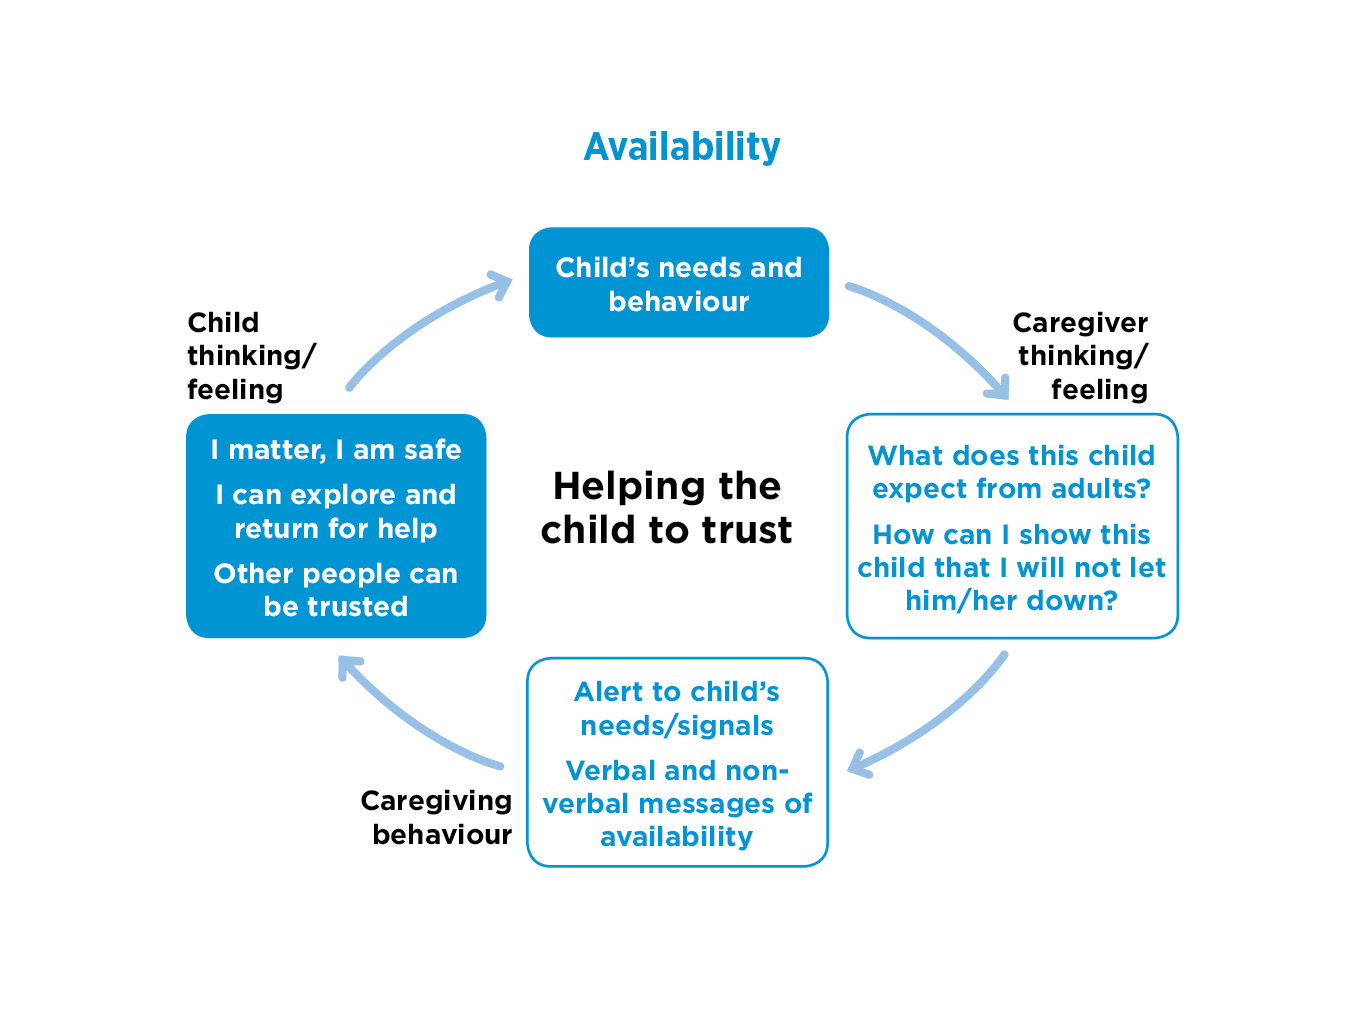 Availability
Child’s needs and
behaviour
Child
thinking/
feeling
Caregiver
thinking/
feeling
I matter, I am safe
I can explore and
return for help
Other people can
be trusted
Helping the
child to trust
What does this child
expect from adults?
How can I show this
child that I will not let
him/her down?
Alert to child’s
needs/signals
Verbal and non-
verbal messages of
availability
Caregiving
behaviour